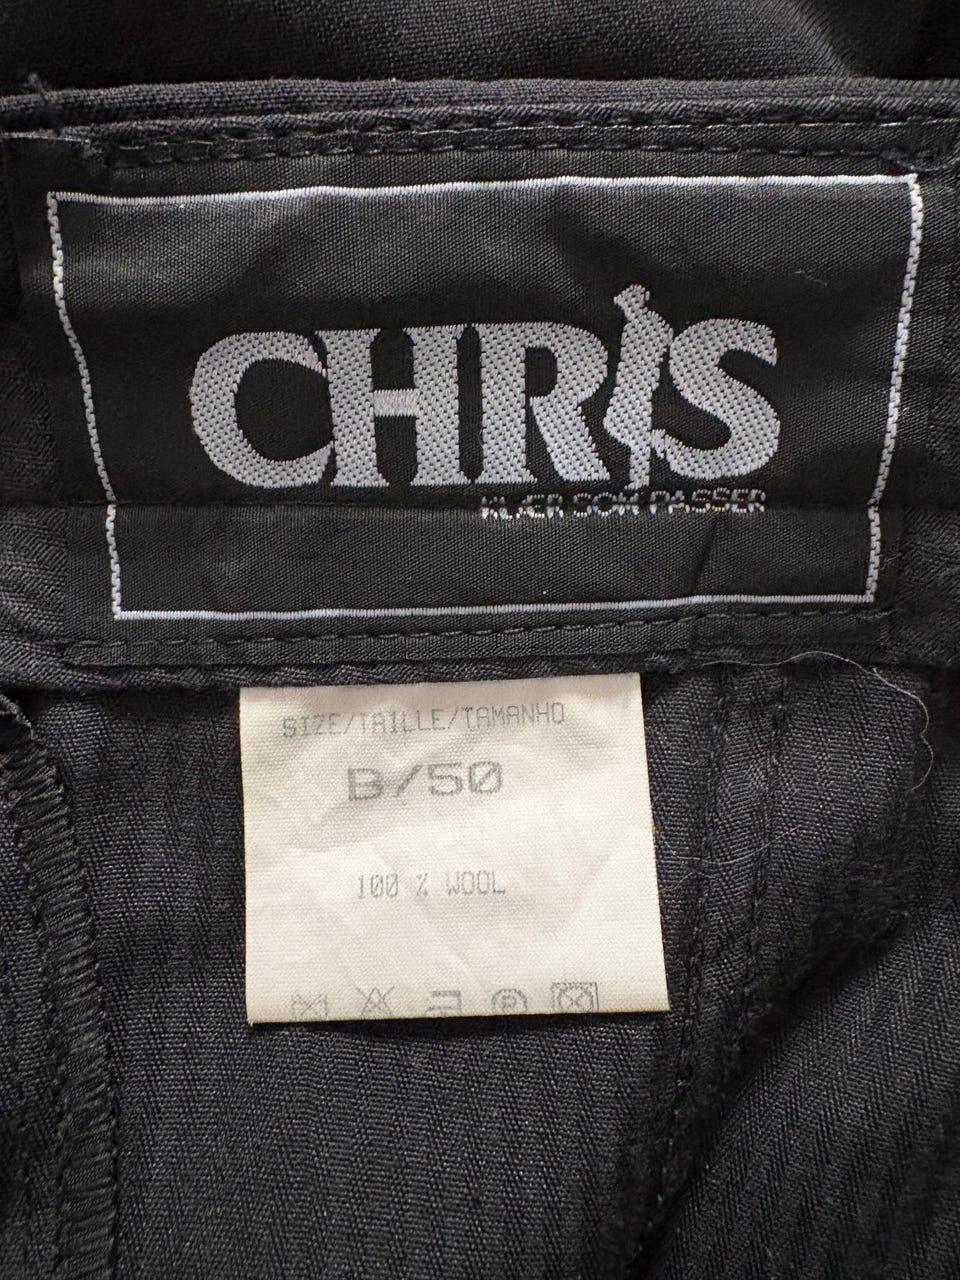 CHRIS
KLÆR SOM PASSER
SIZE/TAILLE/TAMANHO
B/50
100 % WOOL
P